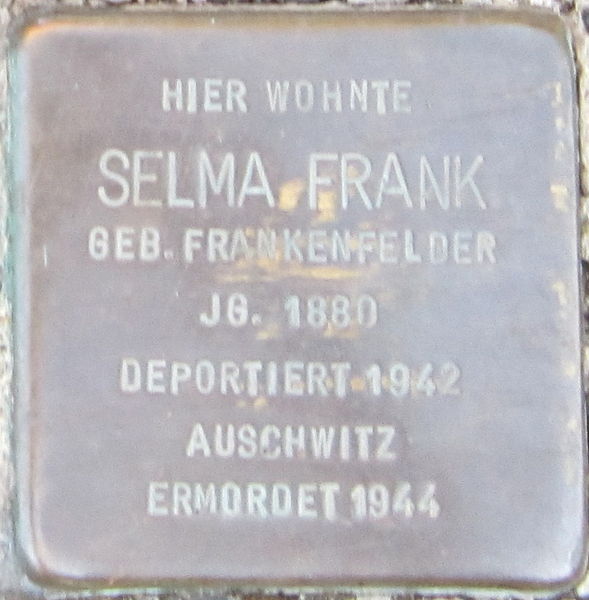 HIER WOHNTE
SELMA FRANK
GEB. FRANKENFELDER
JG. 1880
DEPORTIERT 1942
AUSCHWITZ
ERMORDET 1944